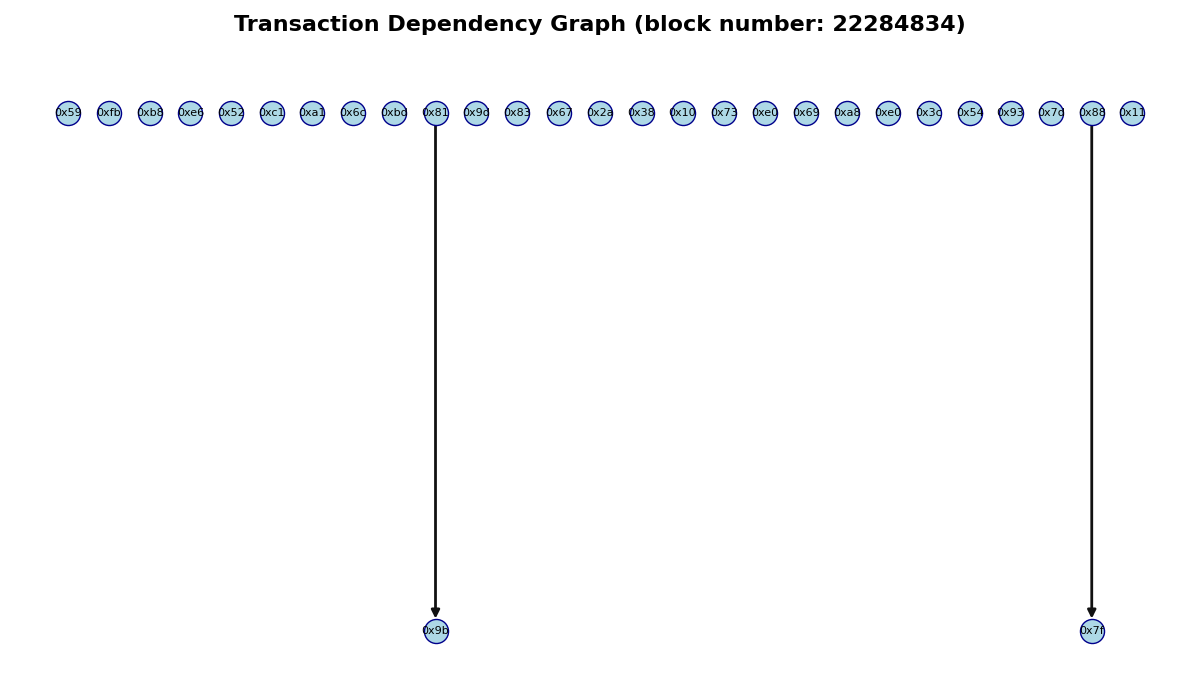 Transaction Dependency Graph (block number: 22284834)
0x59 0xfb 0xb8 0xe6 0x52 0xc1 0xa1 0x6c 0xbd 0x81 0x9d 0x83 0x67 0x2a 0x38 0x10 0x73 0xe0 0x69 0xa8 0xe0 0x3c 0x54 0x93 0x7d 0x88 0x11
0x9b 0x7f